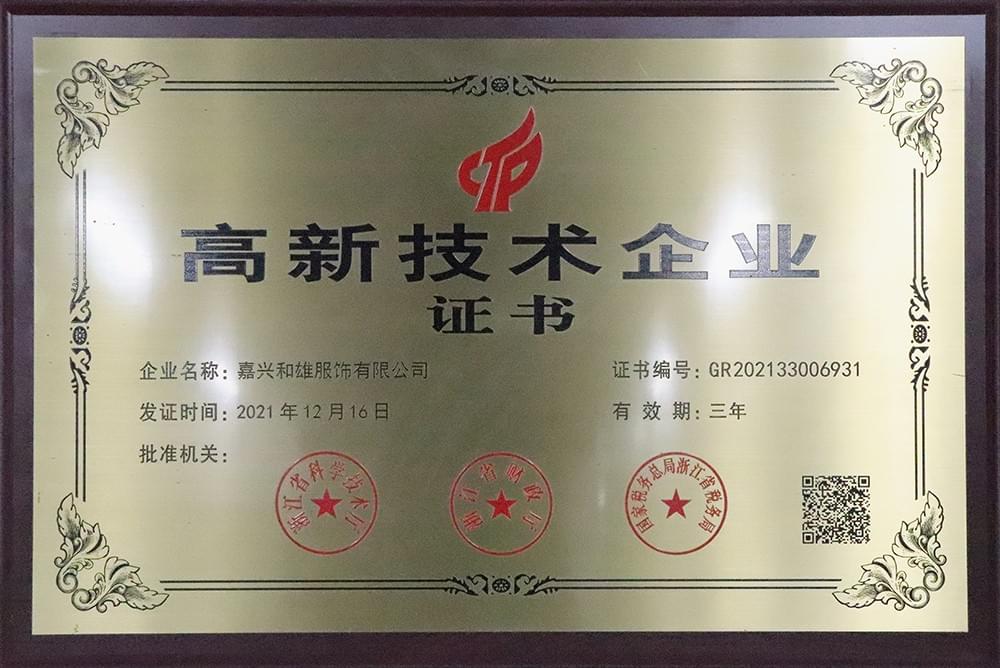 高新技术企业
证书
企业名称：嘉兴和雄服饰有限公司
证书编号：GR202133006931
发证时间：2021年12月16日
有效期：三年
批准机关：
浙江省科学技术厅
浙江省财政厅
国家税务总局浙江省税务局